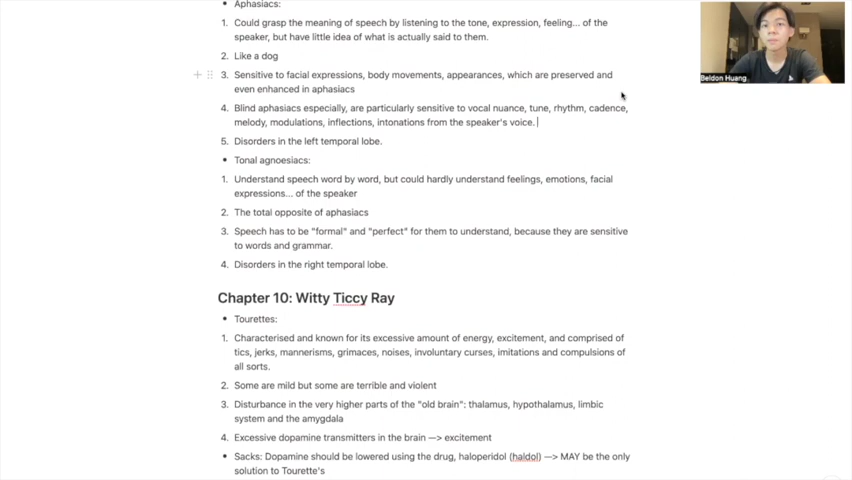 • Aphasiacs:
1. Could grasp the meaning of speech by listening to the tone, expression, feeling... of the
speaker, but have little idea of what is actually said to them.
2. Like a dog
3. Sensitive to facial expressions, body movements, appearances, which are preserved and
even enhanced in aphasiacs
4. Blind aphasiacs especially, are particularly sensitive to vocal nuance, tune, rhythm, cadence,
melody, modulations, inflections, intonations from the speaker's voice.
5. Disorders in the left temporal lobe.
• Tonal agnoesiacs:
1. Understand speech word by word, but could hardly understand feelings, emotions, facial
expressions... of the speaker
2. The total opposite of aphasiacs
3. Speech has to be "formal" and "perfect" for them to understand, because they are sensitive
to words and grammar.
4. Disorders in the right temporal lobe.
Chapter 10: Witty Ticcy Ray
• Tourettes:
1. Characterised and known for its excessive amount of energy, excitement, and comprised of
tics, jerks, mannerisms, grimaces, noises, involuntary curses, imitations and compulsions of
all sorts.
2. Some are mild but some are terrible and violent
3. Disturbance in the very higher parts of the "old brain": thalamus, hypothalamus, limbic
system and the amygdala
4. Excessive dopamine transmitters in the brain —> excitement
• Sacks: Dopamine should be lowered using the drug, haloperidol (haldol) —> MAY be the only
solution to Tourette's
Beldon Huang